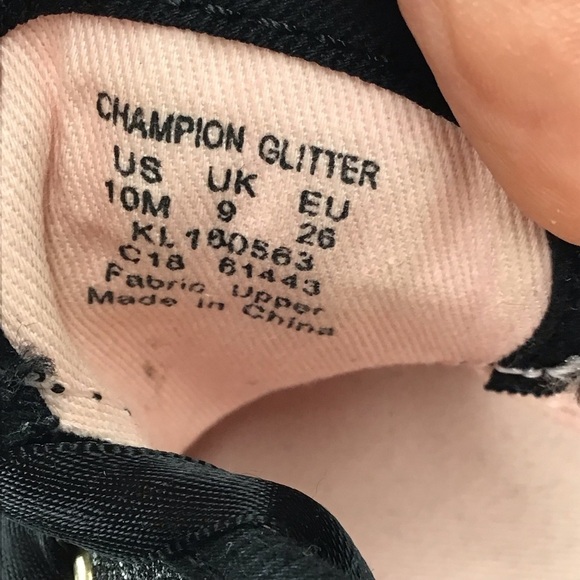 CHAMPION GLITTER
US UK EU
10M 9 26
KL160563
C18 61443
Fabric Upper
Made in China